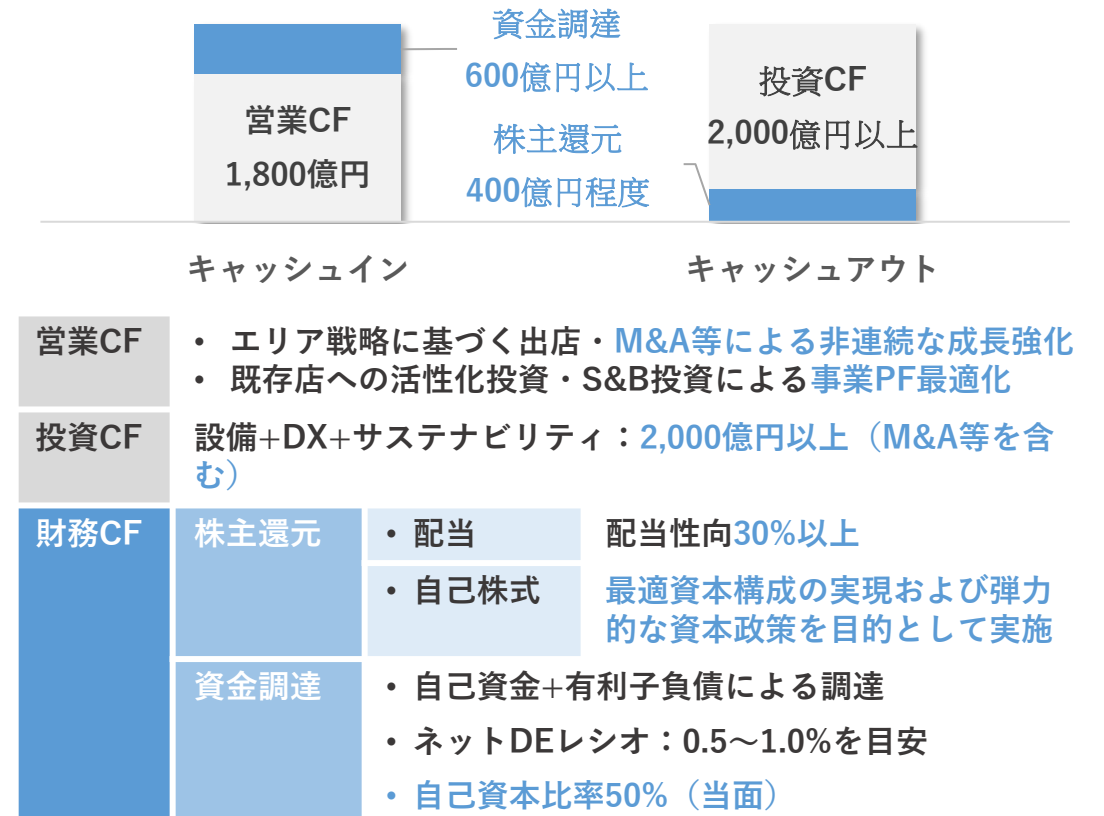 資金調達
600億円以上
営業CF
1,800億円
株主還元
400億円程度
投資CF
2,000億円以上
キャッシュイン
キャッシュアウト
営業CF
• エリア戦略に基づく出店・M&A等による非連続な成長強化
• 既存店への活性化投資・S&B投資による事業PF最適化
投資CF
設備+DX+サステナビリティ：2,000億円以上（M&A等を含
む）
財務CF
株主還元
• 配当
配当性向30%以上
• 自己株式
最適資本構成の実現および弾力
的な資本政策を目的として実施
資金調達
• 自己資金+有利子負債による調達
• ネットDEレシオ：0.5～1.0%を目安
• 自己資本比率50%（当面）